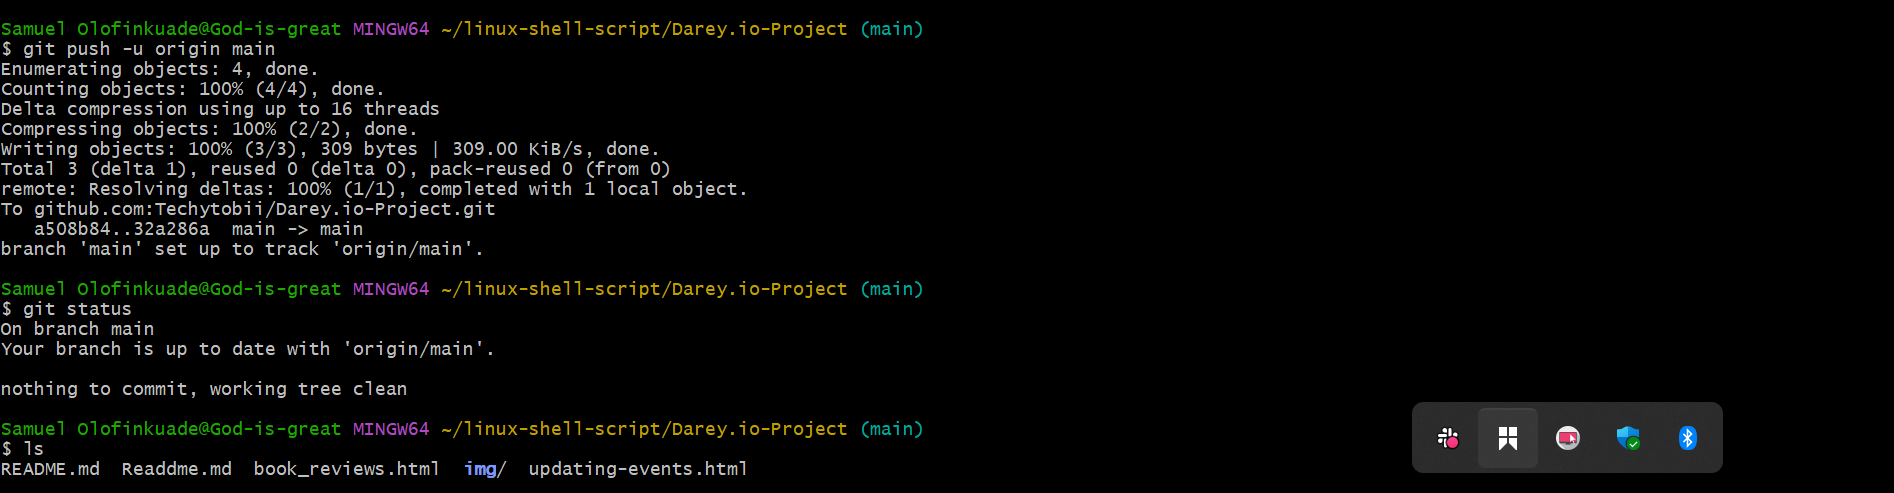 Samuel Olofinkuade@God-is-great MINGW64 ~/linux-shell-script/Darey.io-Project (main)
$ git push -u origin main
Enumerating objects: 4, done.
Counting objects: 100% (4/4), done.
Delta compression using up to 16 threads
Compressing objects: 100% (2/2), done.
Writing objects: 100% (3/3), 309 bytes | 309.00 KiB/s, done.
Total 3 (delta 1), reused 0 (delta 0), pack-reused 0 (from 0)
remote: Resolving deltas: 100% (1/1), completed with 1 local object.
To github.com:Techytobii/Darey.io-Project.git
   a508b84..32a286a  main -> main
branch 'main' set up to track 'origin/main'.
Samuel Olofinkuade@God-is-great MINGW64 ~/linux-shell-script/Darey.io-Project (main)
$ git status
On branch main
Your branch is up to date with 'origin/main'.
nothing to commit, working tree clean
Samuel Olofinkuade@God-is-great MINGW64 ~/linux-shell-script/Darey.io-Project (main)
$ ls
README.md  Readdme.md  book_reviews.html  img/  updating-events.html